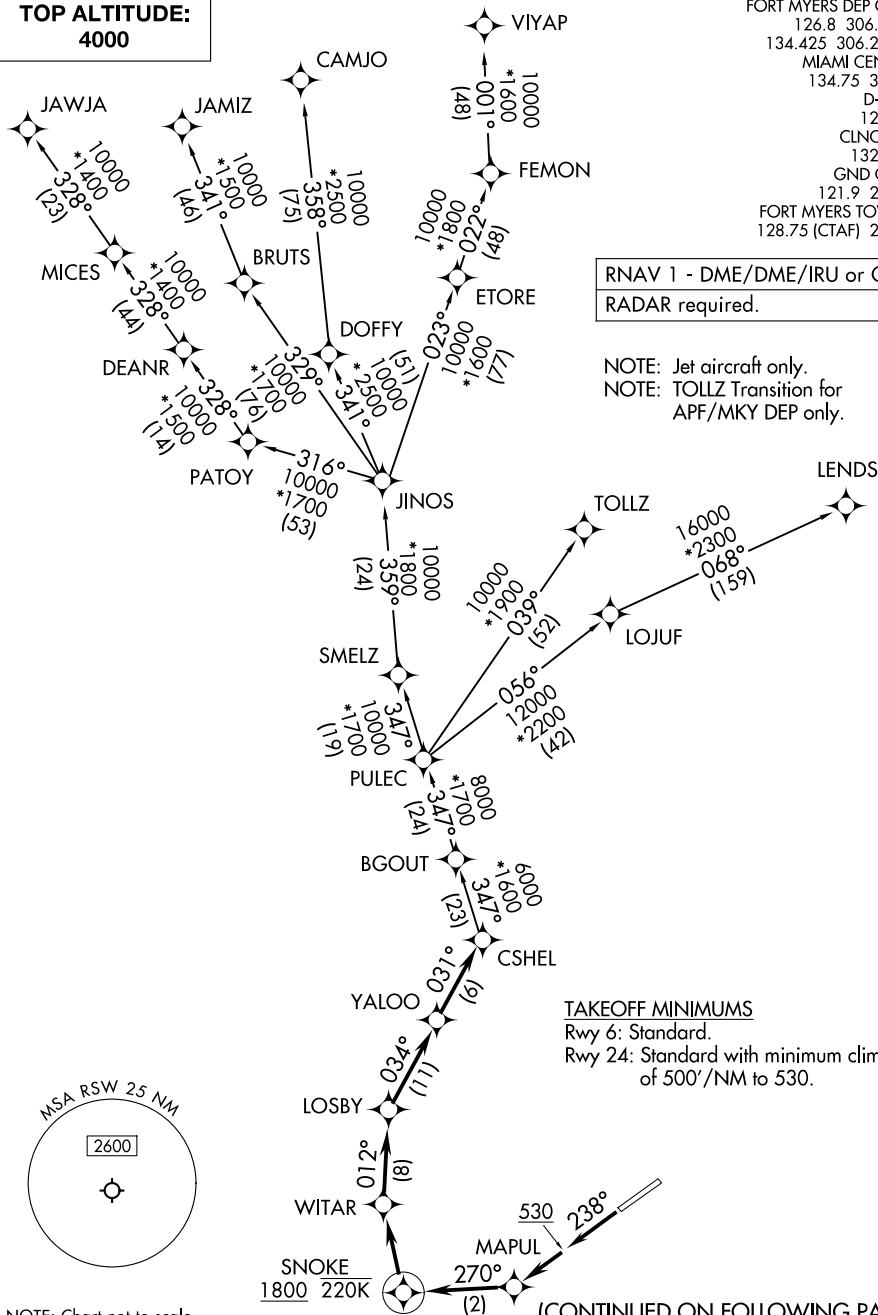 TOP ALTITUDE:
4000
FORT MYERS DEP
126.8 306.
134.425 306.2
MIAMI CEN
134.75 3
D-
12
CLNC
132
GND
121.9 2
FORT MYERS TOW
128.75 (CTAF) 2
RNAV 1 - DME/DME/IRU or
RADAR required.
NOTE: Jet aircraft only.
NOTE: TOLLZ Transition for
APF/MKY DEP only.
VIYAP
10000
*1600
001°
(48)
CAMJO
10000
*2500
358°
(75)
JAWJA
10000
*1400
328°
(23)
JAMIZ
10000
*1500
341°
(46)
FEMON
10000
*1800
022°
(48)
MICES
10000
*1400
328°
(44)
BRUTS
ETORE
DOFFY
023°
10000
*1600
(77)
DEANR
329°
10000
*1700
(76)
(51)
10000
*2500
341°
328°
10000
*1500
(14)
PATOY
316°
10000
*1700
(53)
JINOS
TOLLZ
LENDS
16000
*2300
068°
(159)
10000
*1800
359°
(24)
10000
*1900
039°
(52)
LOJUF
SMELZ
056°
12000
*2200
(42)
347°
10000
*1700
(19)
PULEC
8000
*1700
347°
(24)
BGOUT
6000
*1600
347°
(23)
CSHEL
031°
(6)
YALOO
TAKEOFF MINIMUMS
Rwy 6: Standard.
Rwy 24: Standard with minimum clim
of 500'/NM to 530.
034°
(11)
LOSBY
MSA RSW 25 NM
2600
012°
(8)
WITAR
238°
530
MAPUL
SNOKE
1800 220K
270°
(2)
NOTE: Chart not to scale
(CONTINUED ON FOLLOWING PA